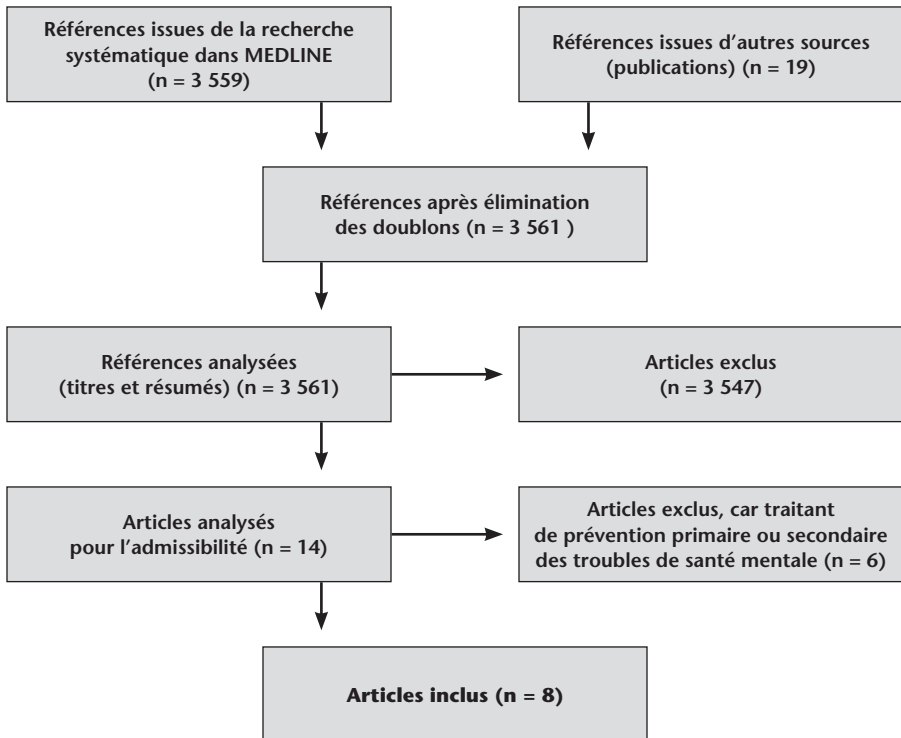 Références issues de la recherche
systématique dans MEDLINE
(n = 3 559)
Références issues d'autres sources
(publications) (n = 19)
Références après élimination
des doublons (n = 3 561 )
Références analysées
(titres et résumés) (n = 3 561)
Articles exclus
(n = 3 547)
Articles analysés
pour l'admissibilité (n = 14)
Articles exclus, car traitant
de prévention primaire ou secondaire
des troubles de santé mentale (n = 6)
Articles inclus (n = 8)